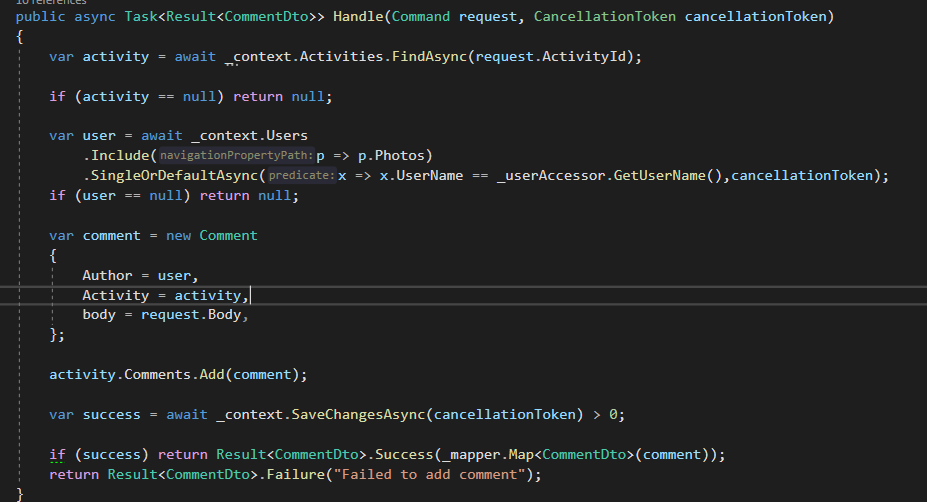 10 references
public async Task<Result<CommentDto>> Handle(Command request, CancellationToken cancellationToken)
{
    var activity = await _context.Activities.FindAsync(request.ActivityId);

    if (activity == null) return null;

    var user = await _context.Users
        .Include(navigationPropertyPath: p => p.Photos)
        .SingleOrDefaultAsync(predicate: x => x.UserName == _userAccessor.GetUserName(),cancellationToken);
    if (user == null) return null;

    var comment = new Comment
    {
        Author = user,
        Activity = activity,
        body = request.Body,
    };

    activity.Comments.Add(comment);

    var success = await _context.SaveChangesAsync(cancellationToken) > 0;

    if (success) return Result<CommentDto>.Success(_mapper.Map<CommentDto>(comment));
    return Result<CommentDto>.Failure("Failed to add comment");
}